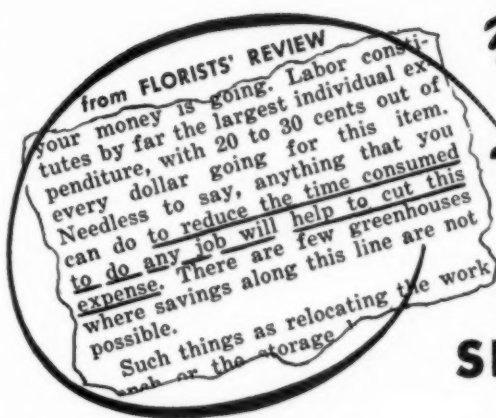 from FLORISTS' REVIEW
your money is going. Labor consti-
tutes by far the largest individual ex-
penditure, with 20 to 30 cents out of
every dollar going for this item.
Needless to say, anything that you
can do to reduce the time consumed
to do any job will help to cut this
expense. There are few greenhouses
where savings along this line are not
possible.
Such things as relocating the work
or the storage